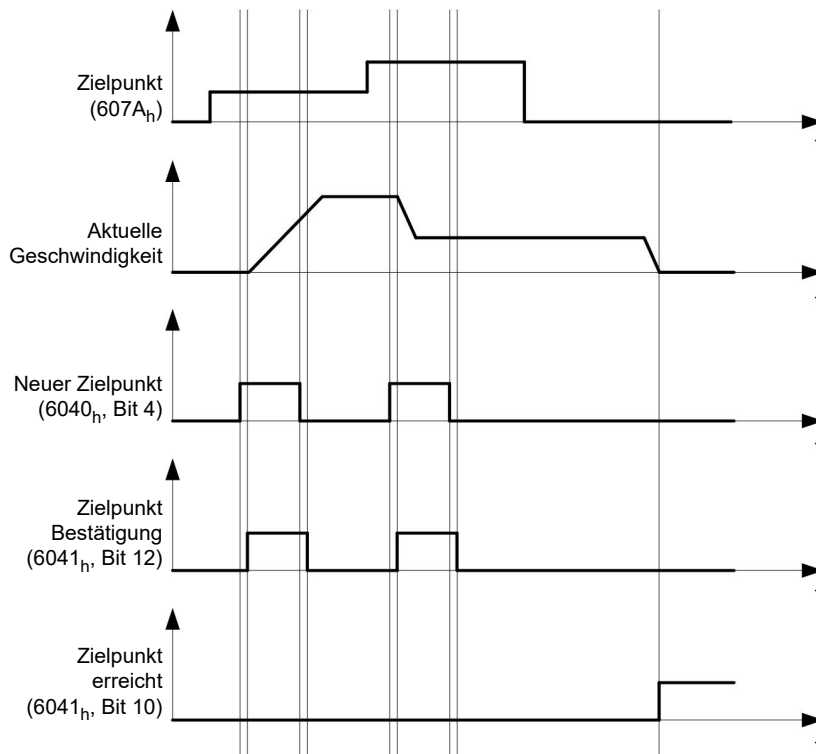 Zielpunkt
(607Aₕ)
Aktuelle
Geschwindigkeit
Neuer Zielpunkt
(6040ₕ, Bit 4)
Zielpunkt
Bestätigung
(6041ₕ, Bit 12)
Zielpunkt
erreicht
(6041ₕ, Bit 10)